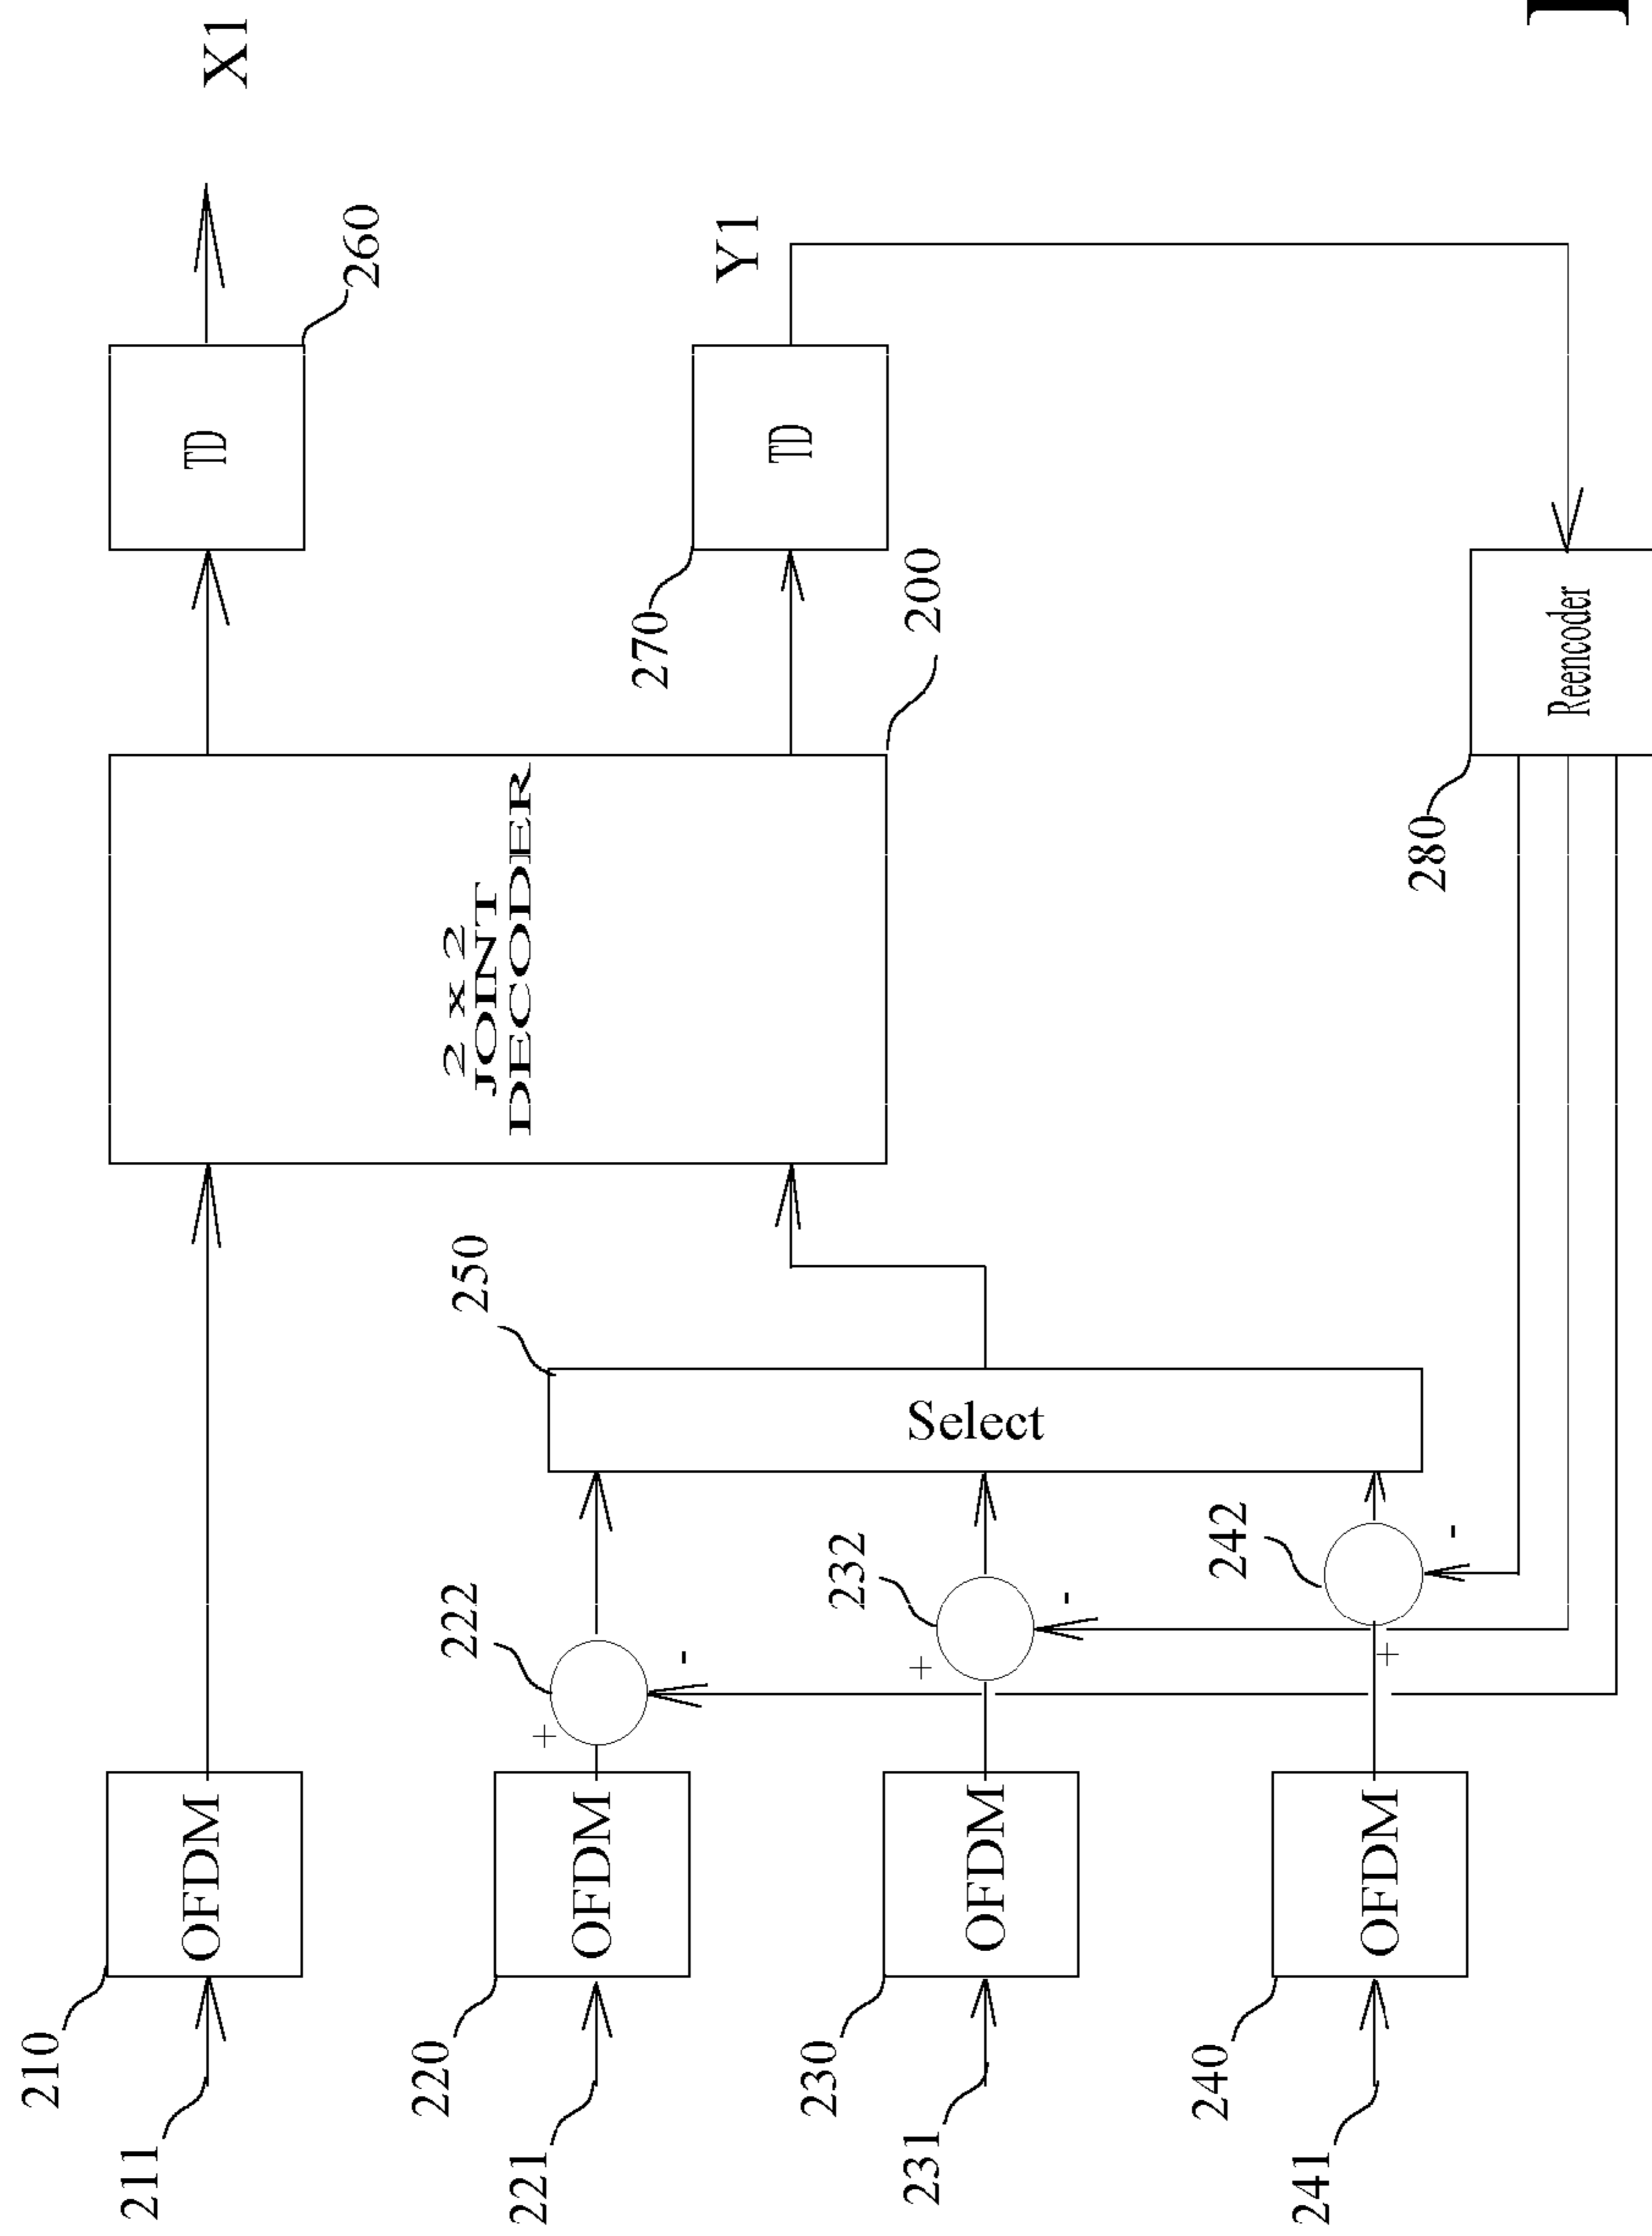 211
210
OFDM
221
220
OFDM
+
-
222
231
230
OFDM
+
-
232
241
240
OFDM
+
-
242
250
Select
2 x 2
JOINT
DECODER
200
TD
260
X1
270
TD
Y1
280
Reencoder